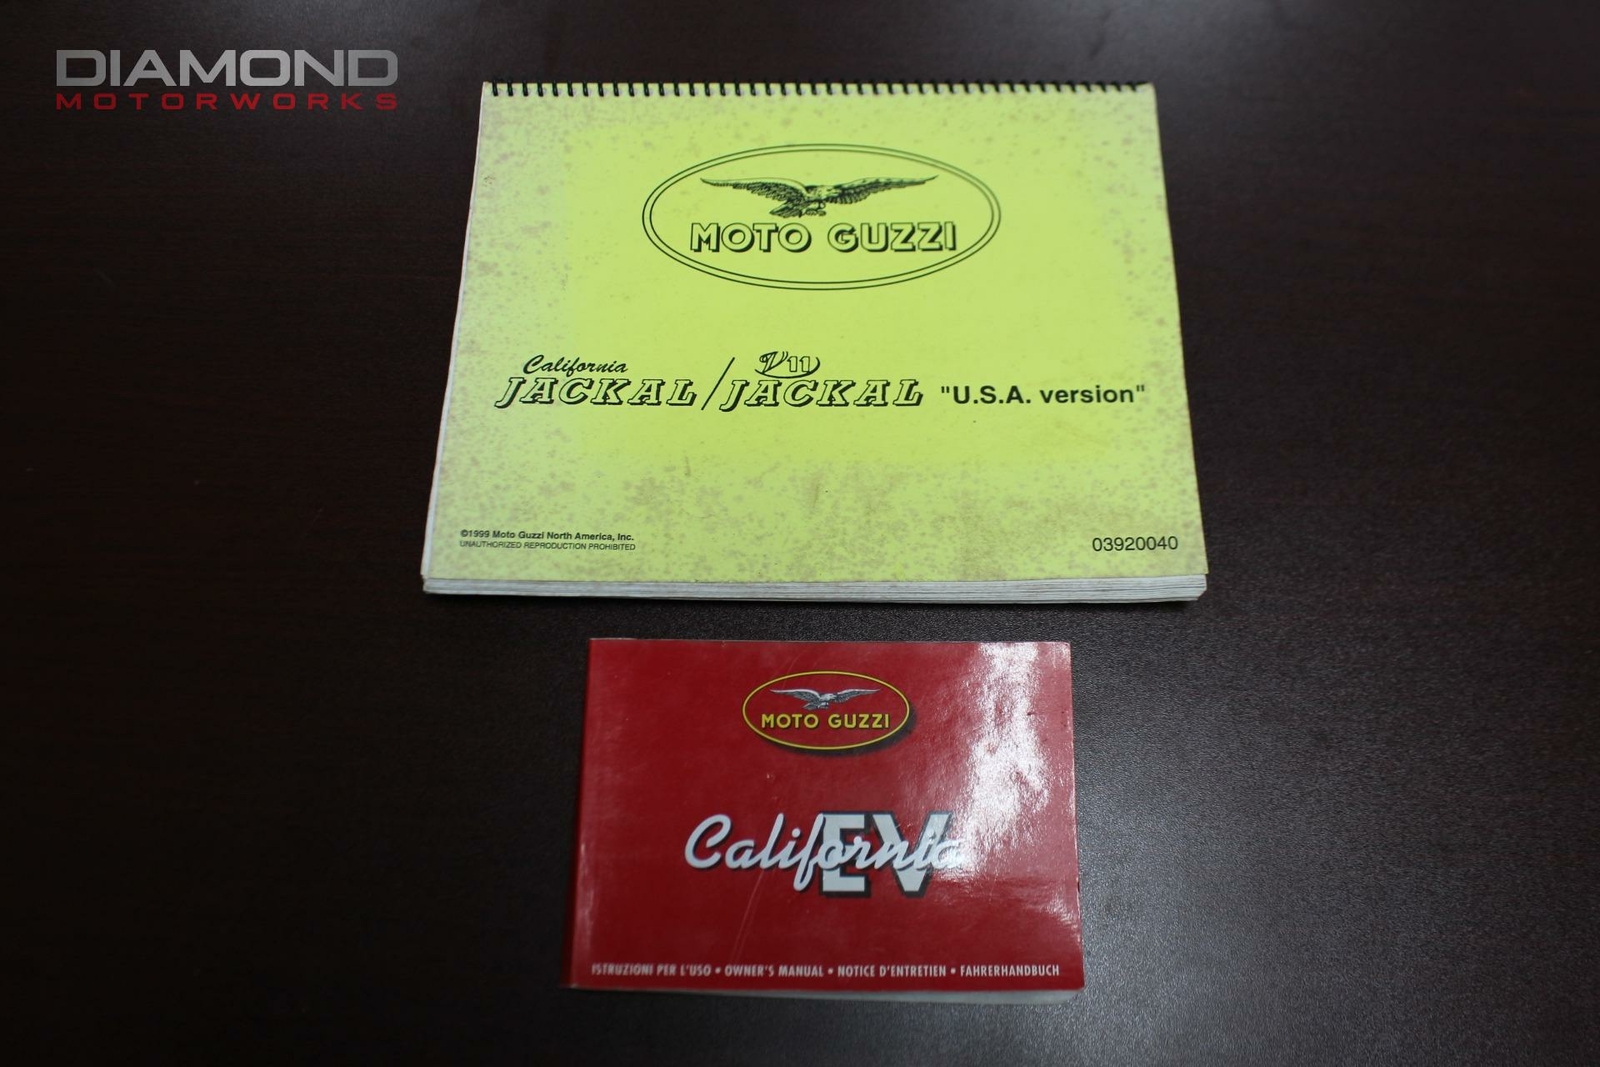 DIAMOND
MOTORWORKS
MOTO GUZZI
California JACKAL / V11 JACKAL "U.S.A. version"
©1999 Moto Guzzi North America, Inc.
UNAUTHORIZED REPRODUCTION PROHIBITED
03920040
MOTO GUZZI
California EV
ISTRUZIONI PER L'USO • OWNER'S MANUAL • NOTICE D'ENTRETIEN • FAHRERHANDBUCH